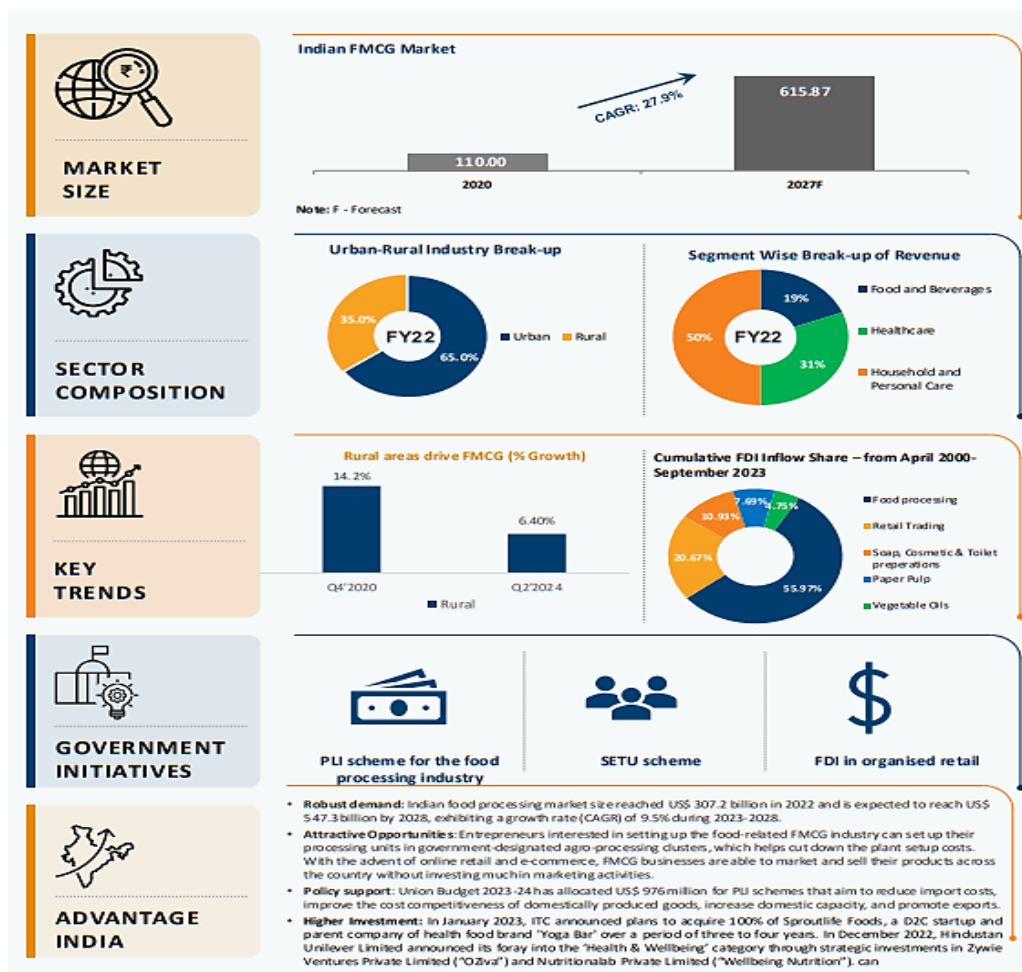 Indian FMCG Market
615.87
CAGR: 27.9%
110.00
2020
2027F
Note: F - Forecast
MARKET
SIZE
Urban-Rural Industry Break-up
35.0%
FY22
65.0%
Urban
Rural
Segment Wise Break-up of Revenue
19%
50%
FY22
31%
Food and Beverages
Healthcare
Household and
Personal Care
SECTOR
COMPOSITION
Rural areas drive FMCG (% Growth)
14.2%
6.40%
Q4'2020
Q2'2024
Rural
Cumulative FDI Inflow Share – from April 2000-
September 2023
7.69%
4.75%
10.93%
20.67%
55.97%
Food processing
Retail Trading
Soap, Cosmetic & Toilet
preperations
Paper Pulp
Vegetable Oils
KEY
TRENDS
GOVERNMENT
INITIATIVES
PLI scheme for the food
processing industry
SETU scheme
FDI in organised retail
ADVANTAGE
INDIA
• Robust demand: Indian food processing market size reached US$ 307.2 billion in 2022 and is expected to reach US$
547.3billion by 2028, exhibiting a growth rate (CAGR) of 9.5% during 2023-2028.
• Attractive Opportunities: Entrepreneurs interested in setting up the food-related FMCG industry can set up their
processing units in government-designated agro-processing clusters, which helps cut down the plant setup costs.
With the advent of online retail and e-commerce, FMCG businesses are able to market and sell their products across
the country without investing much in marketing activities.
• Policy support: Union Budget 2023-24 has allocated US$ 976 million for PLI schemes that aim to reduce import costs,
improve the cost competitiveness of domestically produced goods, increase domestic capacity, and promote exports.
• Higher Investment: In January 2023, ITC announced plans to acquire 100% of Sproutlife Foods, a D2C startup and
parent company of health food brand 'Yoga Bar' over a period of three to four years. In December 2022, Hindustan
Unilever Limited announced its foray into the 'Health & Wellbeing' category through strategic investments in Zywie
Ventures Private Limited ("OZiva") and Nutritionalab Private Limited ("Wellbeing Nutrition"). can